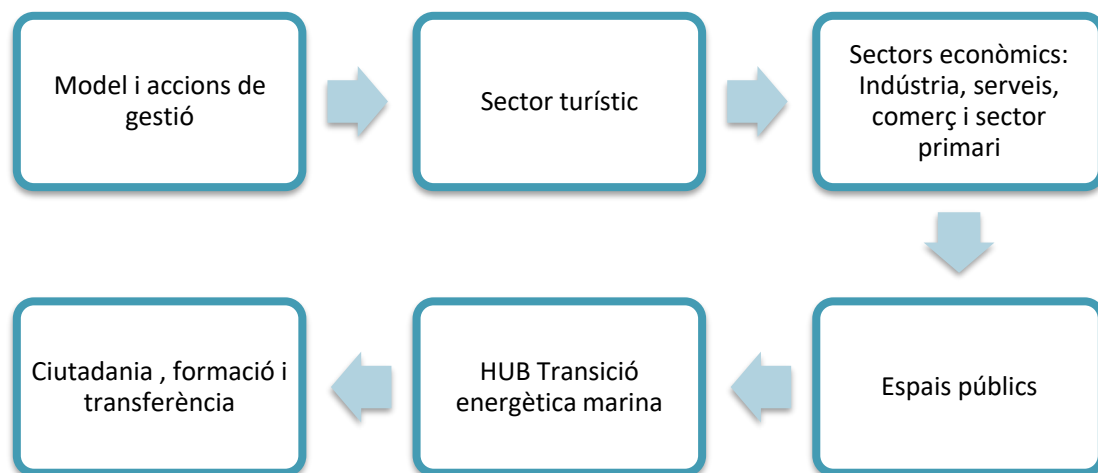 Model i accions de
gestió
Sector turístic
Sectors econòmics:
Indústria, serveis,
comerç i sector
primari
Espais públics
HUB Transició
energètica marina
Ciutadania , formació i
transferència